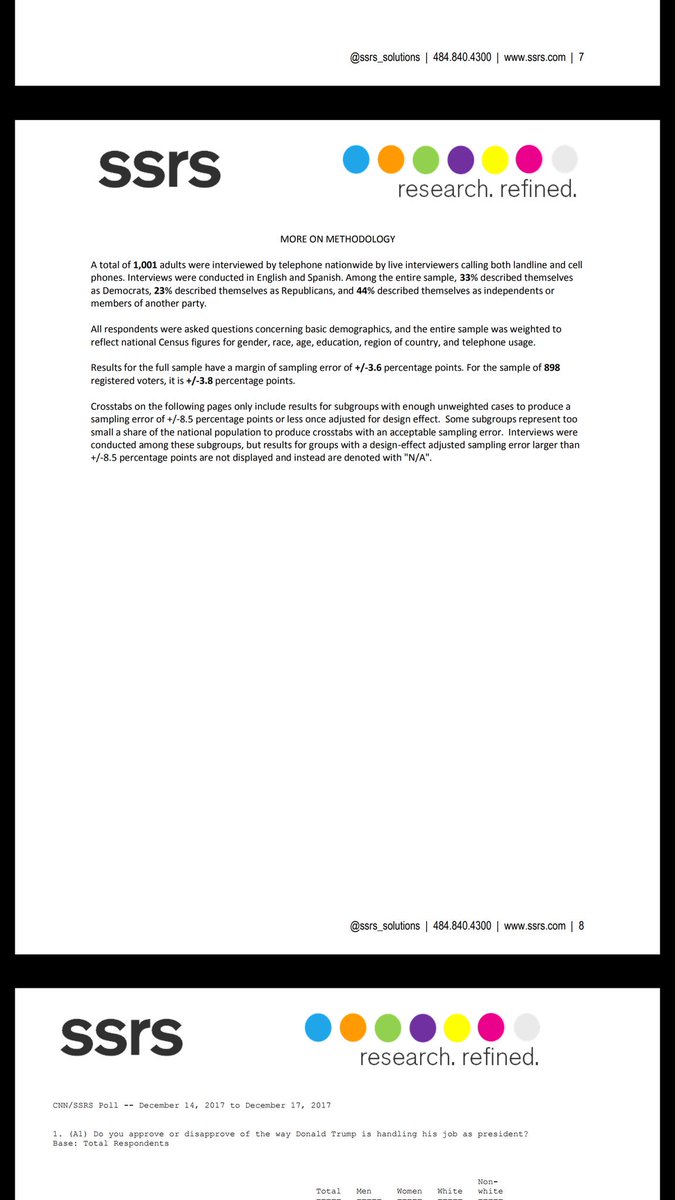 @ssrs_solutions | 484.840.4300 | www.ssrs.com | 7
ssrs
research. refined.
MORE ON METHODOLOGY
A total of 1,001 adults were interviewed by telephone nationwide by live interviewers calling both landline and cell
phones. Interviews were conducted in English and Spanish. Among the entire sample, 33% described themselves
as Democrats, 23% described themselves as Republicans, and 44% described themselves as independents or
members of another party.
All respondents were asked questions concerning basic demographics, and the entire sample was weighted to
reflect national Census figures for gender, race, age, education, region of country, and telephone usage.
Results for the full sample have a margin of sampling error of +/-3.6 percentage points. For the sample of 898
registered voters, it is +/-3.8 percentage points.
Crosstabs on the following pages only include results for subgroups with enough unweighted cases to produce a
sampling error of +/-8.5 percentage points or less once adjusted for design effect. Some subgroups represent too
small a share of the national population to produce crosstabs with an acceptable sampling error. Interviews were
conducted among these subgroups, but results for groups with a design-effect adjusted sampling error larger than
+/-8.5 percentage points are not displayed and instead are denoted with "N/A".
@ssrs_solutions | 484.840.4300 | www.ssrs.com | 8
ssrs
research. refined.
CNN/SSRS Poll -- December 14, 2017 to December 17, 2017
1. (A1) Do you approve or disapprove of the way Donald Trump is handling his job as president?
Base: Total Respondents
Non-
Total Men Women White white
----- ----- ----- ----- -----